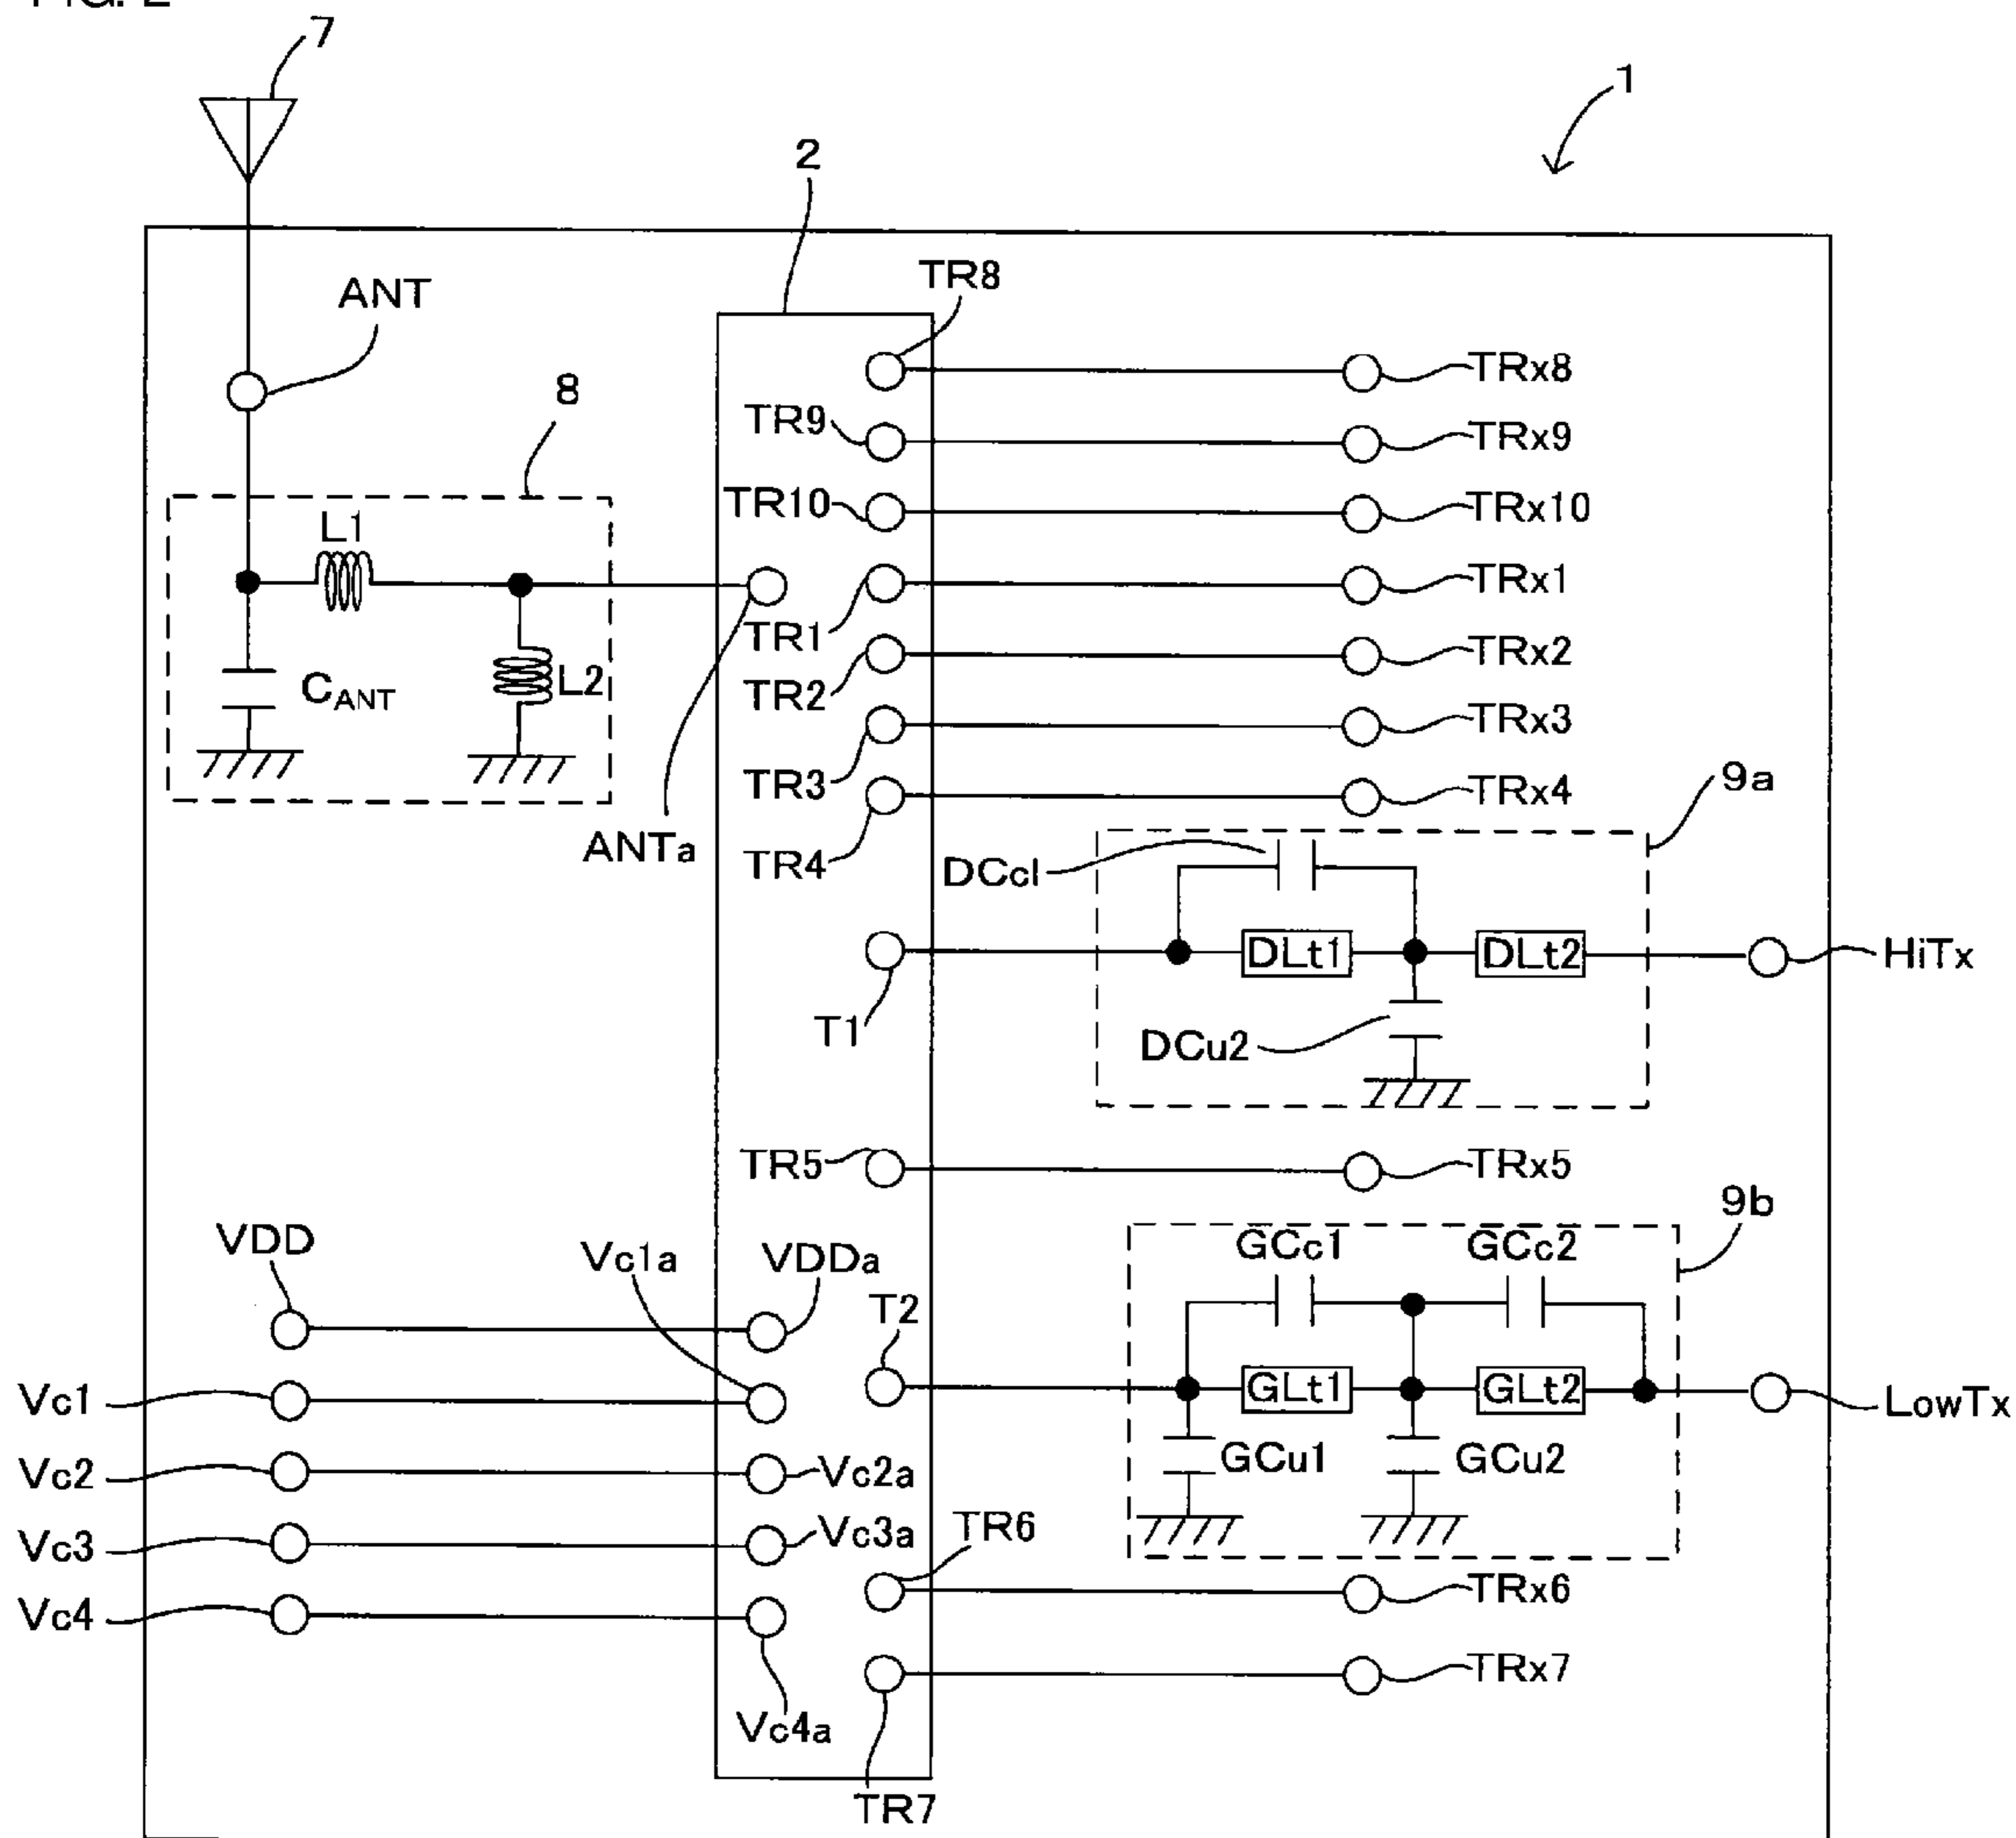 FIG. 2
7
1
2
TR8
ANT
8
TRx8
TR9
TRx9
TR10
TRx10
L1
TRx1
TR1
TRx2
L2
CANT
TR2
TRx3
TR3
TRx4
9a
ANTa
TR4
DCcl
DLt1
DLt2
HiTx
T1
DCu2
TR5
TRx5
9b
VDD
Vc1a
VDDa
GCc1
GCc2
T2
Vc1
GLt1
GLt2
LowTx
Vc2
Vc2a
GCu1
GCu2
Vc3
Vc3a
TR6
TRx6
Vc4
TRx7
Vc4a
TR7